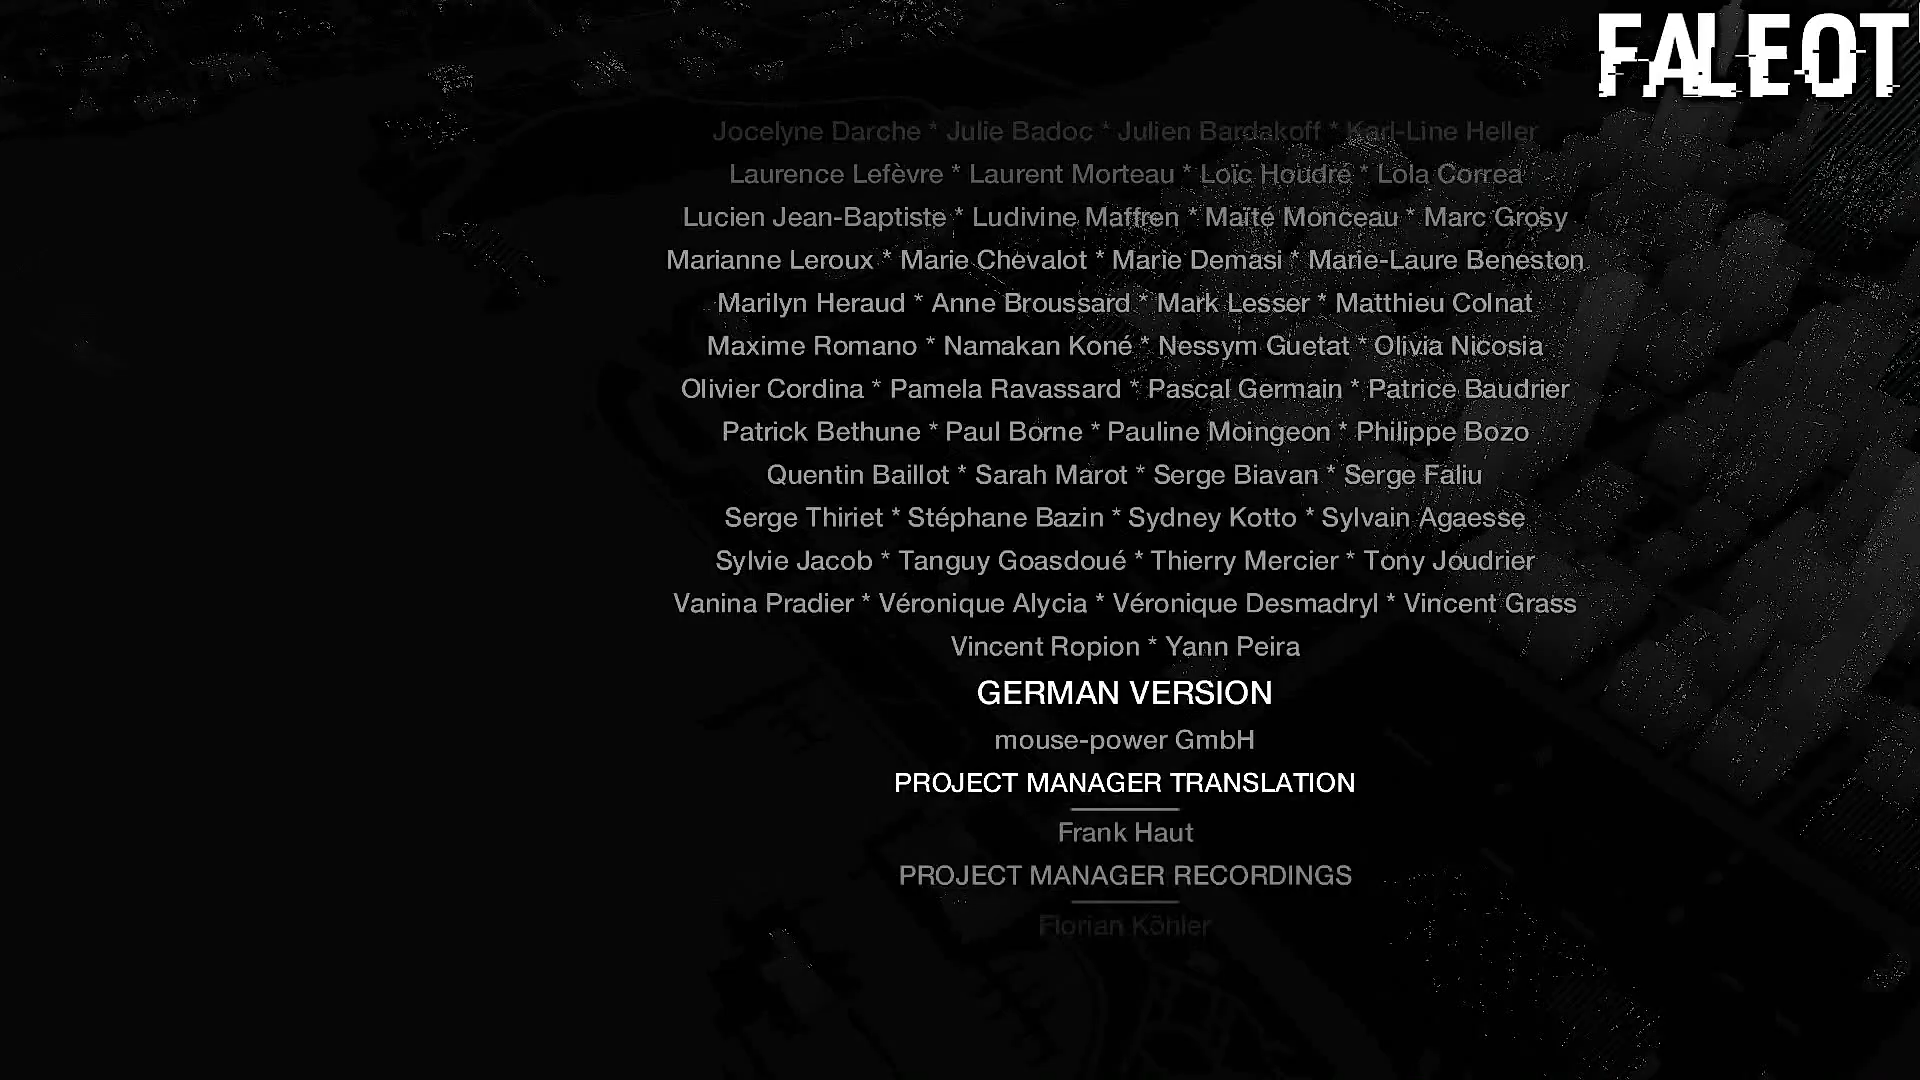 FALEOT
Jocelyne Darche * Julie Badoc * Julien Bardakoff * Karl-Line Heller
Laurence Lefèvre * Laurent Morteau * Loïc Houdré * Lola Correa
Lucien Jean-Baptiste * Ludivine Maffren * Maïté Monceau * Marc Grosy
Marianne Leroux * Marie Chevalot * Marie Demasi * Marie-Laure Beneston
Marilyn Heraud * Anne Broussard * Mark Lesser * Matthieu Colnat
Maxime Romano * Namakan Koné * Nessym Guetat * Olivia Nicosia
Olivier Cordina * Pamela Ravassard * Pascal Germain * Patrice Baudrier
Patrick Bethune * Paul Borne * Pauline Moingeon * Philippe Bozo
Quentin Baillot * Sarah Marot * Serge Biavan * Serge Faliu
Serge Thiriet * Stéphane Bazin * Sydney Kotto * Sylvain Agaesse
Sylvie Jacob * Tanguy Goasdoué * Thierry Mercier * Tony Joudrier
Vanina Pradier * Véronique Alycia * Véronique Desmadryl * Vincent Grass
Vincent Ropion * Yann Peira
GERMAN VERSION
mouse-power GmbH
PROJECT MANAGER TRANSLATION
Frank Haut
PROJECT MANAGER RECORDINGS
Florian Köhler